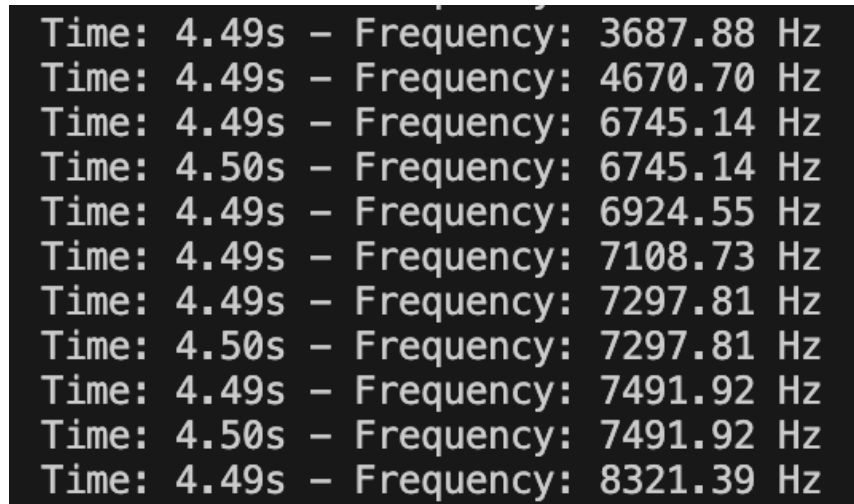 Time: 4.49s – Frequency: 3687.88 Hz
Time: 4.49s – Frequency: 4670.70 Hz
Time: 4.49s – Frequency: 6745.14 Hz
Time: 4.50s – Frequency: 6745.14 Hz
Time: 4.49s – Frequency: 6924.55 Hz
Time: 4.49s – Frequency: 7108.73 Hz
Time: 4.49s – Frequency: 7297.81 Hz
Time: 4.50s – Frequency: 7297.81 Hz
Time: 4.49s – Frequency: 7491.92 Hz
Time: 4.50s – Frequency: 7491.92 Hz
Time: 4.49s – Frequency: 8321.39 Hz